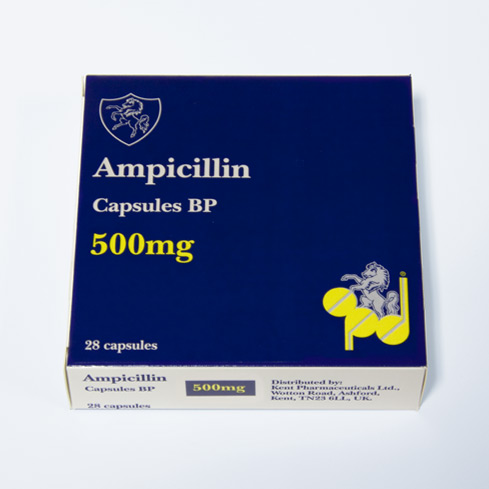 Ampicillin
Capsules BP
500mg
28 capsules
Ampicillin
Capsules BP
28 capsules
500mg
Distributed by:
Kent Pharmaceuticals Ltd.,
Wotton Road, Ashford,
Kent, TN23 6LL, UK.